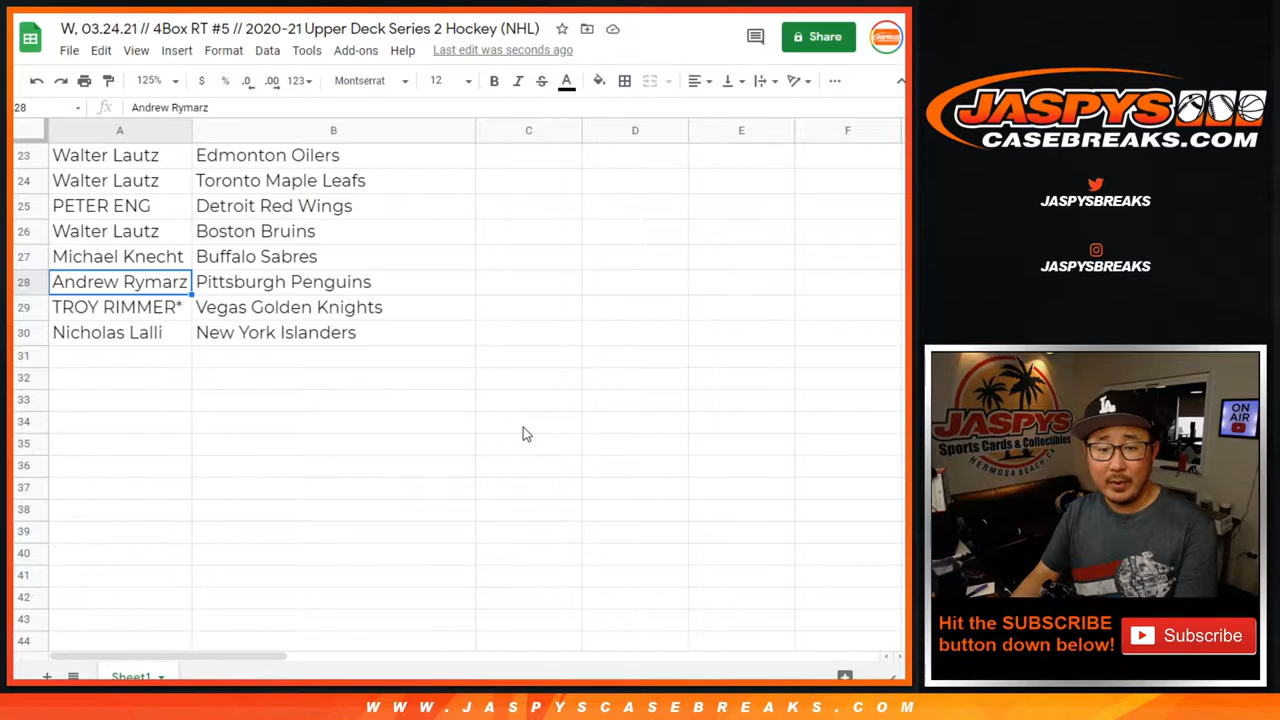 W, 03.24.21 // 4Box RT #5 // 2020-21 Upper Deck Series 2 Hockey (NHL)
File Edit View Insert Format Data Tools Add-ons Help Last edit was seconds ago
Share
125% $ % .0 .00 123 Montserrat 12 B I S A
28 fx Andrew Rymarz
A B C D E F
23 Walter Lautz Edmonton Oilers
24 Walter Lautz Toronto Maple Leafs
25 PETER ENG Detroit Red Wings
26 Walter Lautz Boston Bruins
27 Michael Knecht Buffalo Sabres
28 Andrew Rymarz Pittsburgh Penguins
29 TROY RIMMER* Vegas Golden Knights
30 Nicholas Lalli New York Islanders
31
32
33
34
35
36
37
38
39
40
41
42
43
44
Sheet1
JASPYS
CASEBREAKS.COM
JASPYSBREAKS
JASPYSBREAKS
JASPYS
Sports Cards & Collectibles
HERMOSA BEACH, CA
LA
ON
AIR
Hit the SUBSCRIBE
button down below!
Subscribe
WWW.JASPYSCASEBREAKS.COM